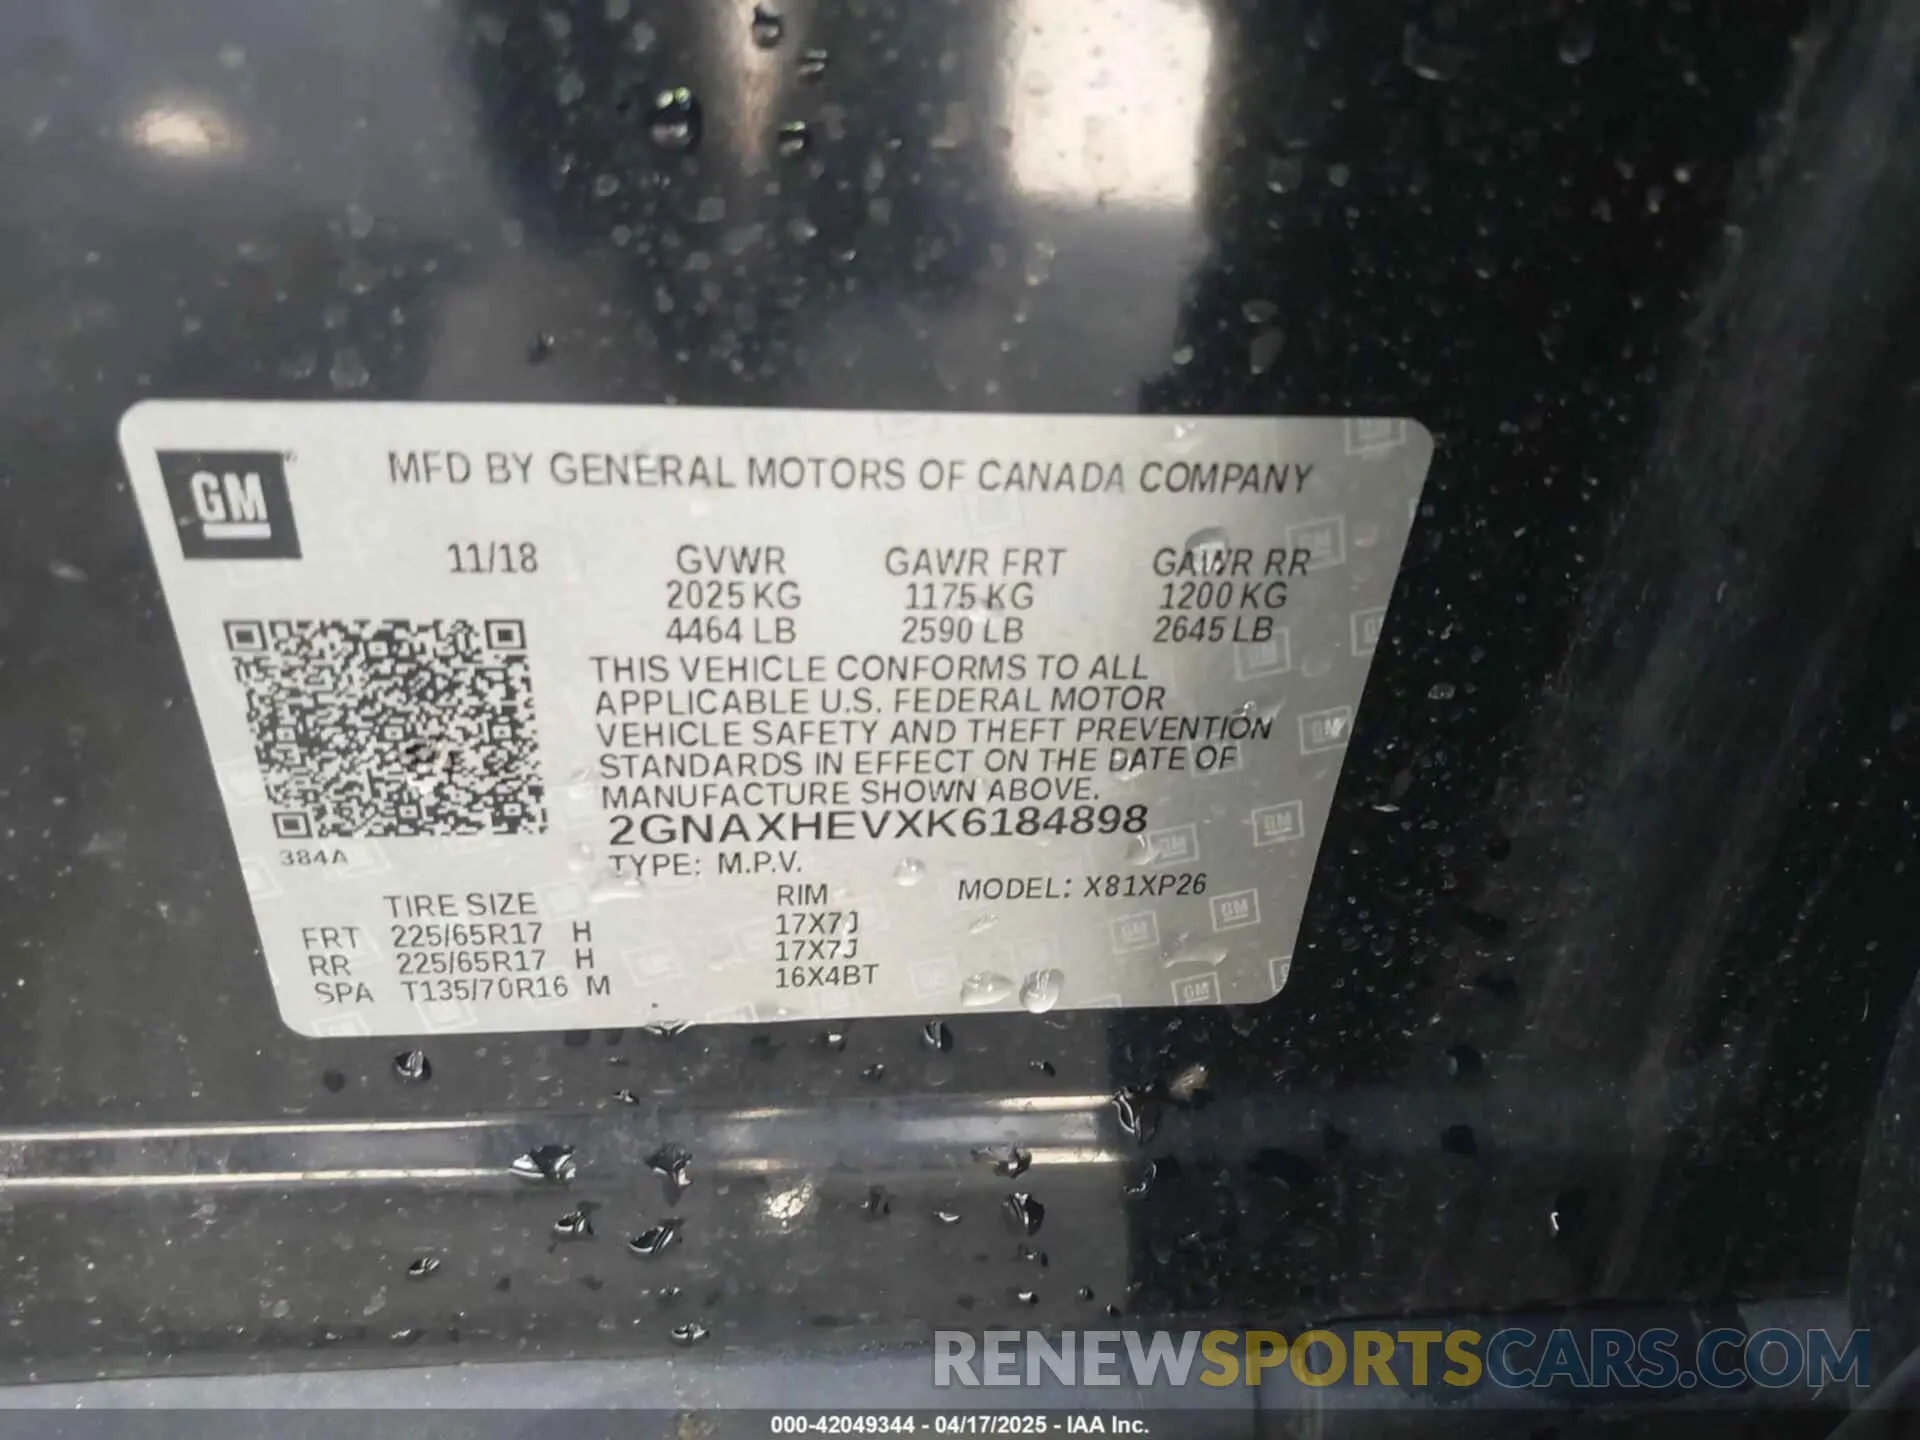 GM
MFD BY GENERAL MOTORS OF CANADA COMPANY
11/18 GVWR GAWR FRT GAWR RR
2025 KG 1175 KG 1200 KG
4464 LB 2590 LB 2645 LB
THIS VEHICLE CONFORMS TO ALL
APPLICABLE U.S. FEDERAL MOTOR
VEHICLE SAFETY AND THEFT PREVENTION
STANDARDS IN EFFECT ON THE DATE OF
MANUFACTURE SHOWN ABOVE.
2GNAXHEVXK6184898
384A
TYPE: M.P.V.
TIRE SIZE RIM MODEL: X81XP26
FRT 225/65R17 H 17X7J
RR 225/65R17 H 17X7J
SPA T135/70R16 M 16X4BT
RENEWSPORTSCARS.COM
000-42049344 - 04/17/2025 - IAA Inc.